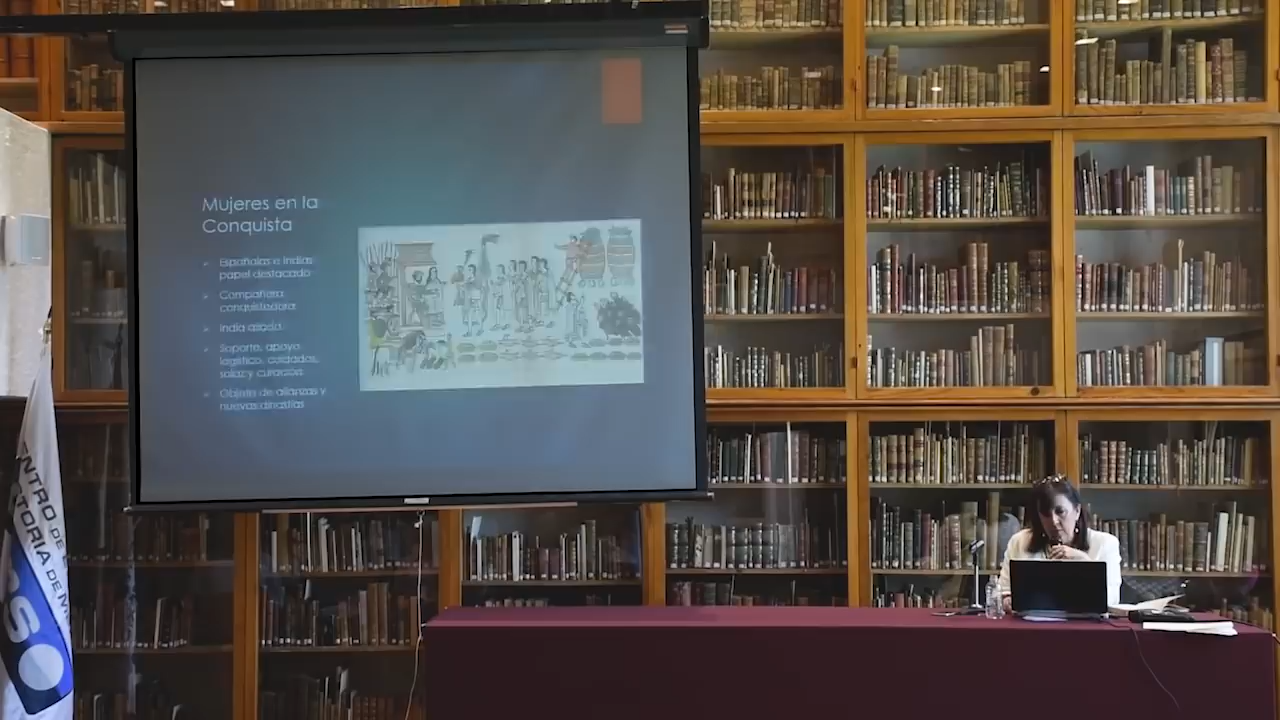 Mujeres en la
Conquista
Españolas e Indias
papel destacado
Compañera
conquistadora
India aliada
Soporte, apoyo
logístico, cuidados,
solaz y curación
Objeto de alianzas y
nuevas dinastías
ENTRO DE E
TORIA DE M
SO